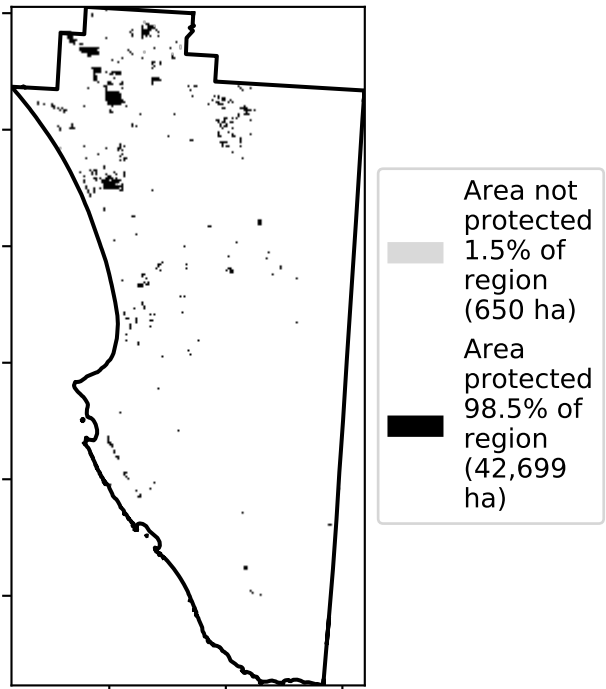 Area not
protected
1.5% of
region
(650 ha)
Area
protected
98.5% of
region
(42,699
ha)